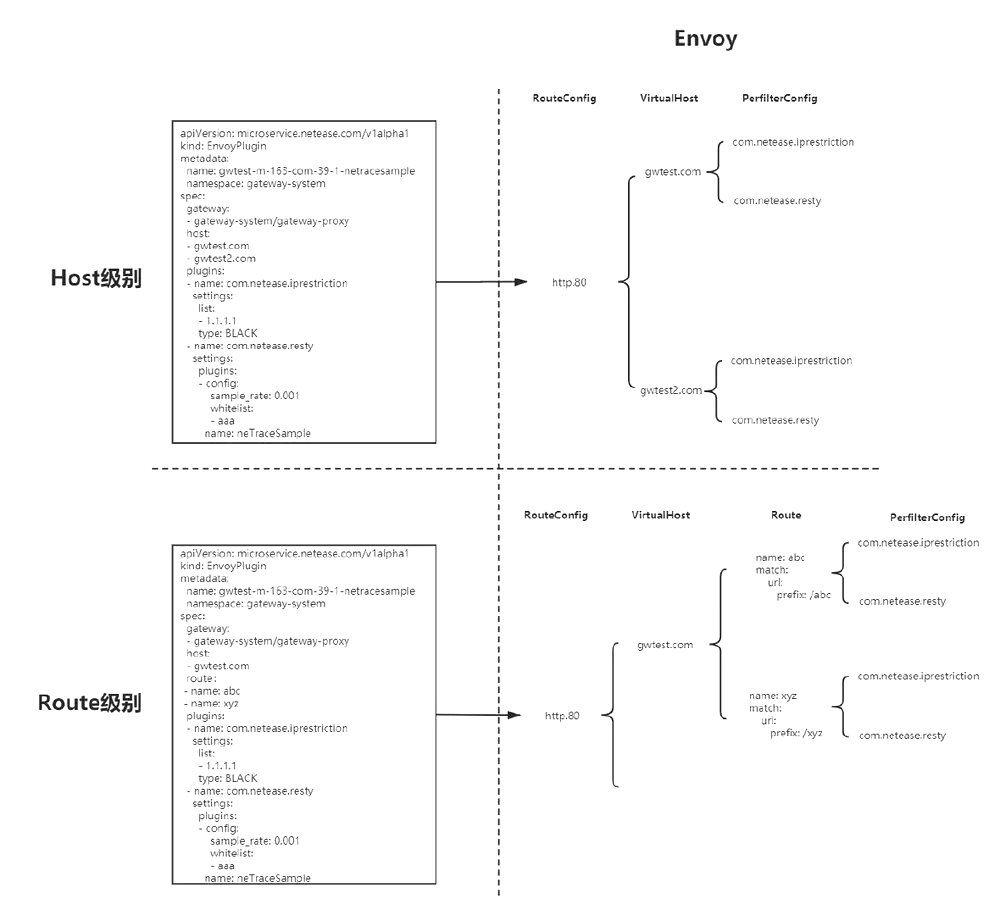 Envoy
RouteConfig VirtualHost PerfilterConfig
Host级别
apiVersion: microservice.netease.com/v1alpha1
kind: EnvoyPlugin
metadata:
name: gwtest-m-163-com-39-1-netracesample
namespace: gateway-system
spec:
gateway:
- gateway-system/gateway-proxy
host:
- gwtest.com
- gwtest2.com
plugins:
- name: com.netease.iprestriction
settings:
list:
- 1.1.1.1
type: BLACK
- name: com.netease.resty
settings:
plugins:
- config:
sample_rate: 0.001
whitelist:
- aaa
name: neTraceSample
http.80
gwtest.com
com.netease.iprestriction
com.netease.resty
gwtest2.com
com.netease.iprestriction
com.netease.resty
RouteConfig VirtualHost Route PerfilterConfig
Route级别
apiVersion: microservice.netease.com/v1alpha1
kind: EnvoyPlugin
metadata:
name: gwtest-m-163-com-39-1-netracesample
namespace: gateway-system
spec:
gateway:
- gateway-system/gateway-proxy
host:
- gwtest.com
route:
- name: abc
- name: xyz
plugins:
- name: com.netease.iprestriction
settings:
list:
- 1.1.1.1
type: BLACK
- name: com.netease.resty
settings:
plugins:
- config:
sample_rate: 0.001
whitelist:
- aaa
name: neTraceSample
http.80
gwtest.com
name: abc
match:
url:
prefix: /abc
com.netease.iprestriction
com.netease.resty
name: xyz
match:
url:
prefix: /xyz
com.netease.iprestriction
com.netease.resty